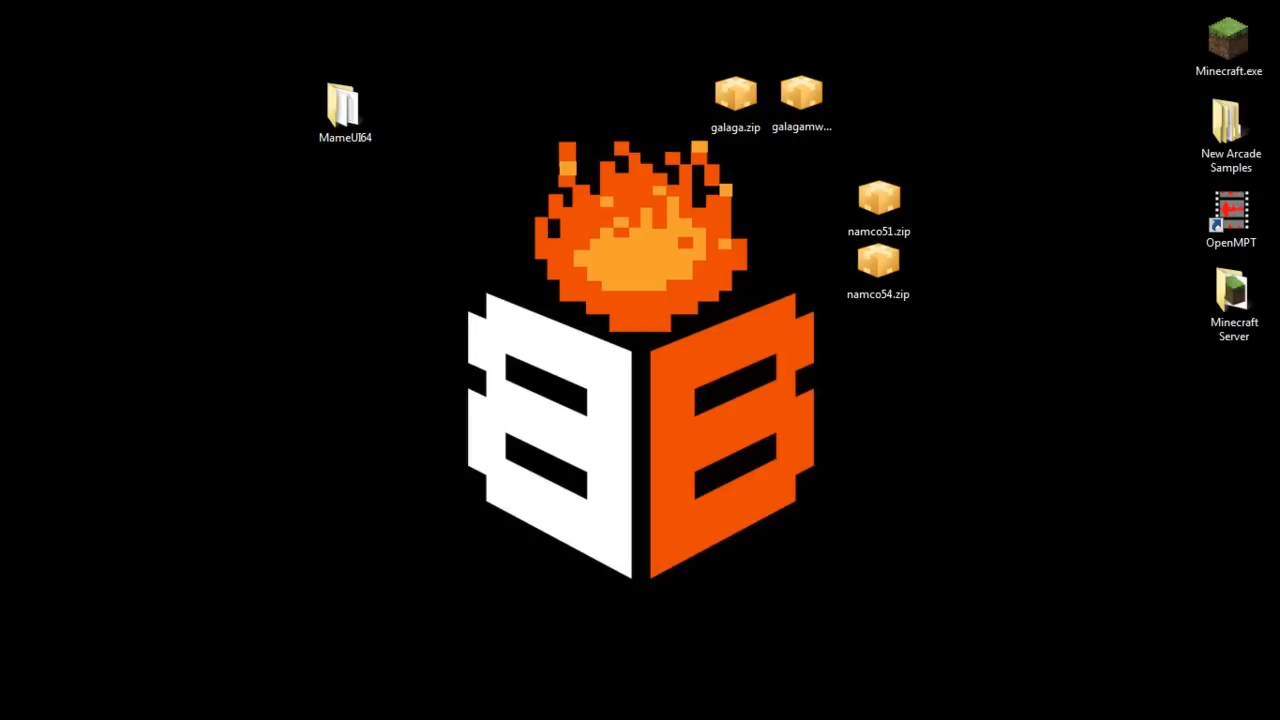 MameUI64
galaga.zip
galagamw...
namco51.zip
namco54.zip
Minecraft.exe
New Arcade
Samples
OpenMPT
Minecraft
Server